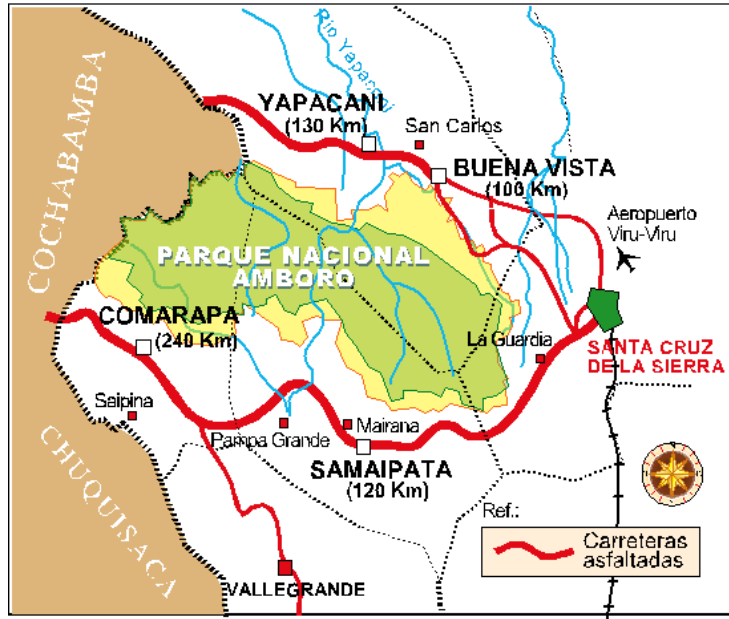 Río Yapacani
YAPACANI
(130 Km)
San Carlos
BUENA VISTA
(100 Km)
Aeropuerto
Viru-Viru
COCHABAMBA
PARQUE NACIONAL
AMBORO
COMARAPA
(240 Km)
La Guardia
SANTA CRUZ
DE LA SIERRA
Saipina
Pampa Grande
Mairana
SAMAIPATA
(120 Km)
CHUQUISACA
Ref.:
Carreteras
asfaltadas
VALLEGRANDE